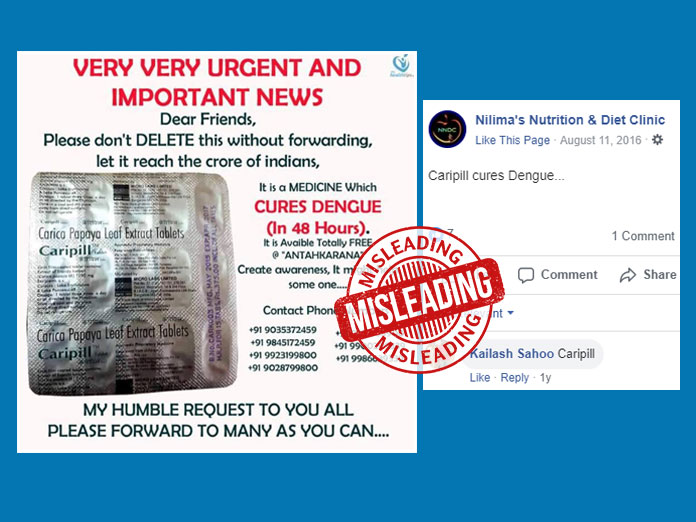 VERY VERY URGENT AND
IMPORTANT NEWS
Dear Friends,
Please don't DELETE this without forwarding,
let it reach the crore of indians,
It is a MEDICINE Which
CURES DENGUE
(In 48 Hours).
It is Avaible Totally FREE
@ "ANTAHKARANA
Create awareness, It
some one....
Contact Phone
+91 9035372459
+91 9845172459
+91 9923199800
+91 9028799800
Carica Papaya Leaf Extract Tablets
Caripill
MICRO LABS LIMITED
Carica Papaya Leaf Extract Tablets
Caripill
MY HUMBLE REQUEST TO YOU ALL
PLEASE FORWARD TO MANY AS YOU CAN....
MISLEADING
MISLEADING
MISLEADING
NNDC
Nilima's Nutrition & Diet Clinic
Like This Page · August 11, 2016 ·
Caripill cures Dengue...
7
1 Comment
Comment
Share
Kailash Sahoo Caripill
Like · Reply · 1y